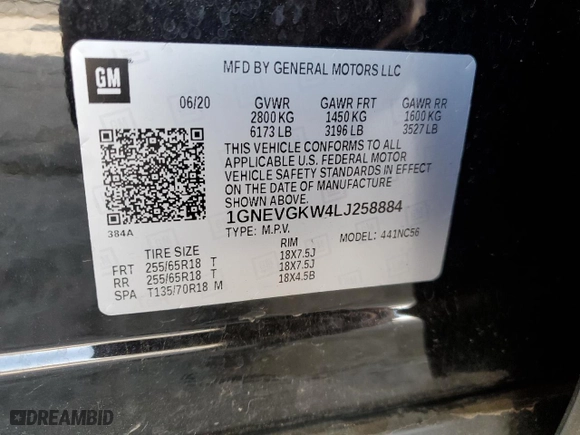 GM
MFD BY GENERAL MOTORS LLC
06/20 GVWR GAWR FRT GAWR RR
2800 KG 1450 KG 1600 KG
6173 LB 3196 LB 3527 LB
THIS VEHICLE CONFORMS TO ALL
APPLICABLE U.S. FEDERAL MOTOR
VEHICLE SAFETY STANDARDS IN EFFECT
ON THE DATE OF MANUFACTURE
SHOWN ABOVE.
1GNEVGKW4LJ258884
384A
TYPE: M.P.V. MODEL: 441NC56
TIRE SIZE RIM
FRT 255/65R18 T 18X7.5J
RR 255/65R18 T 18X7.5J
SPA T135/70R18 M 18X4.5B
DREAMBID